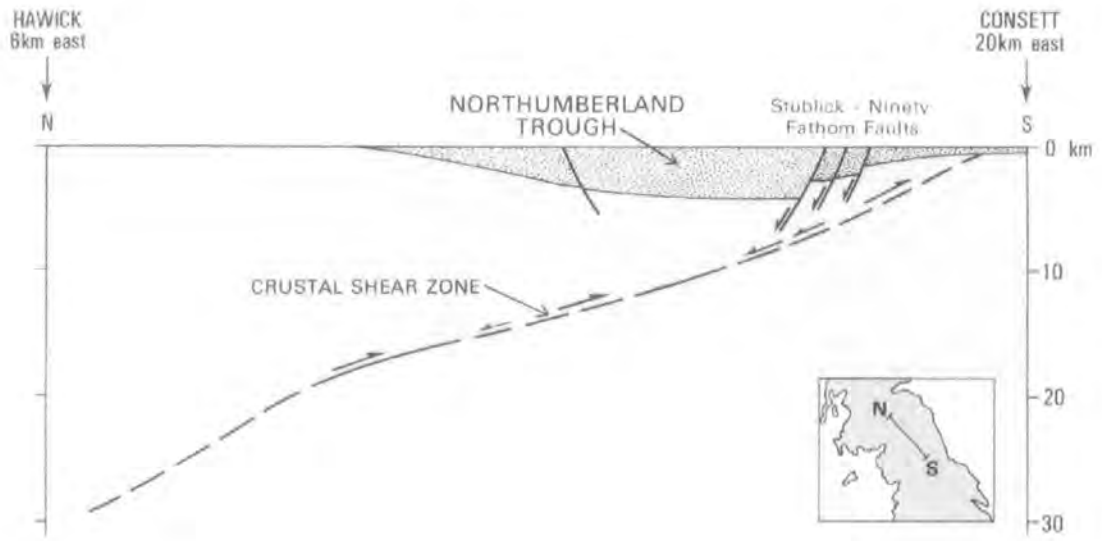 HAWICK
6km east
CONSETT
20km east
N
NORTHUMBERLAND
TROUGH
Stublick - Ninety
Fathom Faults
S
0 km
CRUSTAL SHEAR ZONE
10
20
30
N
S